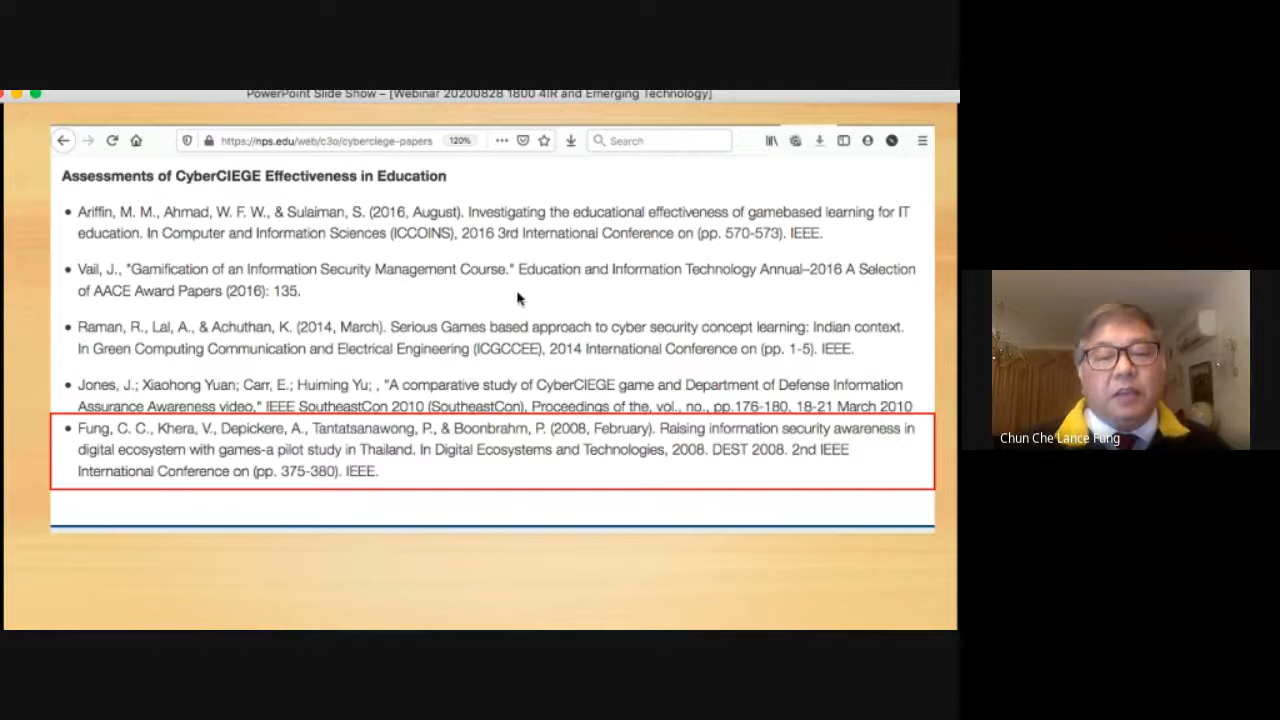 PowerPoint Slide Show – [Webinar 20200828 1800 4IR and Emerging Technology]
https://nps.edu/web/c3o/cyberciege-papers
120%
Search
Assessments of CyberCIEGE Effectiveness in Education
• Ariffin, M. M., Ahmad, W. F. W., & Sulaiman, S. (2016, August). Investigating the educational effectiveness of gamebased learning for IT
education. In Computer and Information Sciences (ICCOINS), 2016 3rd International Conference on (pp. 570-573). IEEE.
• Vail, J., "Gamification of an Information Security Management Course." Education and Information Technology Annual–2016 A Selection
of AACE Award Papers (2016): 135.
• Raman, R., Lal, A., & Achuthan, K. (2014, March). Serious Games based approach to cyber security concept learning: Indian context.
In Green Computing Communication and Electrical Engineering (ICGCCEE), 2014 International Conference on (pp. 1-5). IEEE.
• Jones, J.; Xiaohong Yuan; Carr, E.; Huiming Yu; , "A comparative study of CyberCIEGE game and Department of Defense Information
Assurance Awareness video," IEEE SoutheastCon 2010 (SoutheastCon), Proceedings of the, vol., no., pp.176-180, 18-21 March 2010
• Fung, C. C., Khera, V., Depickere, A., Tantatsanawong, P., & Boonbrahm, P. (2008, February). Raising information security awareness in
digital ecosystem with games-a pilot study in Thailand. In Digital Ecosystems and Technologies, 2008. DEST 2008. 2nd IEEE
International Conference on (pp. 375-380). IEEE.
Chun Che Lance Fung